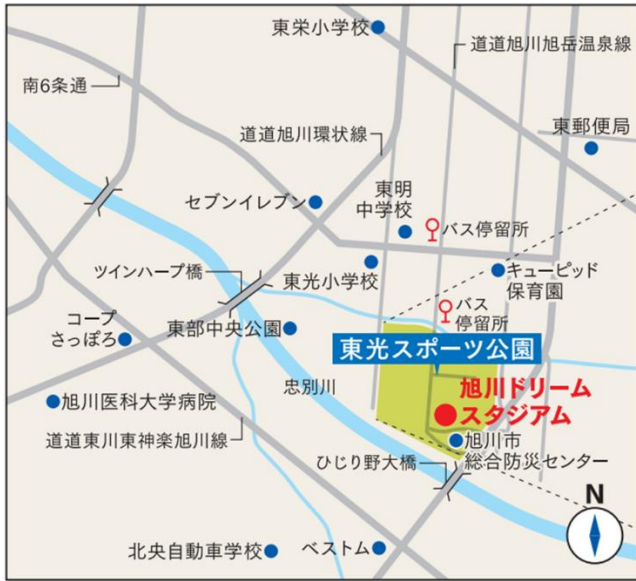 東栄小学校
道道旭川旭岳温泉線
南6条通
道道旭川環状線
東郵便局
セブンイレブン
東明
中学校
バス停留所
ツインハープ橋
東光小学校
キューピッド
保育園
コープ
さっぽろ
東部中央公園
バス
停留所
東光スポーツ公園
忠別川
旭川ドリーム
スタジアム
旭川医科大学病院
道道東川東神楽旭川線
旭川市
総合防災センター
ひじり野大橋
N
北央自動車学校
ベストム